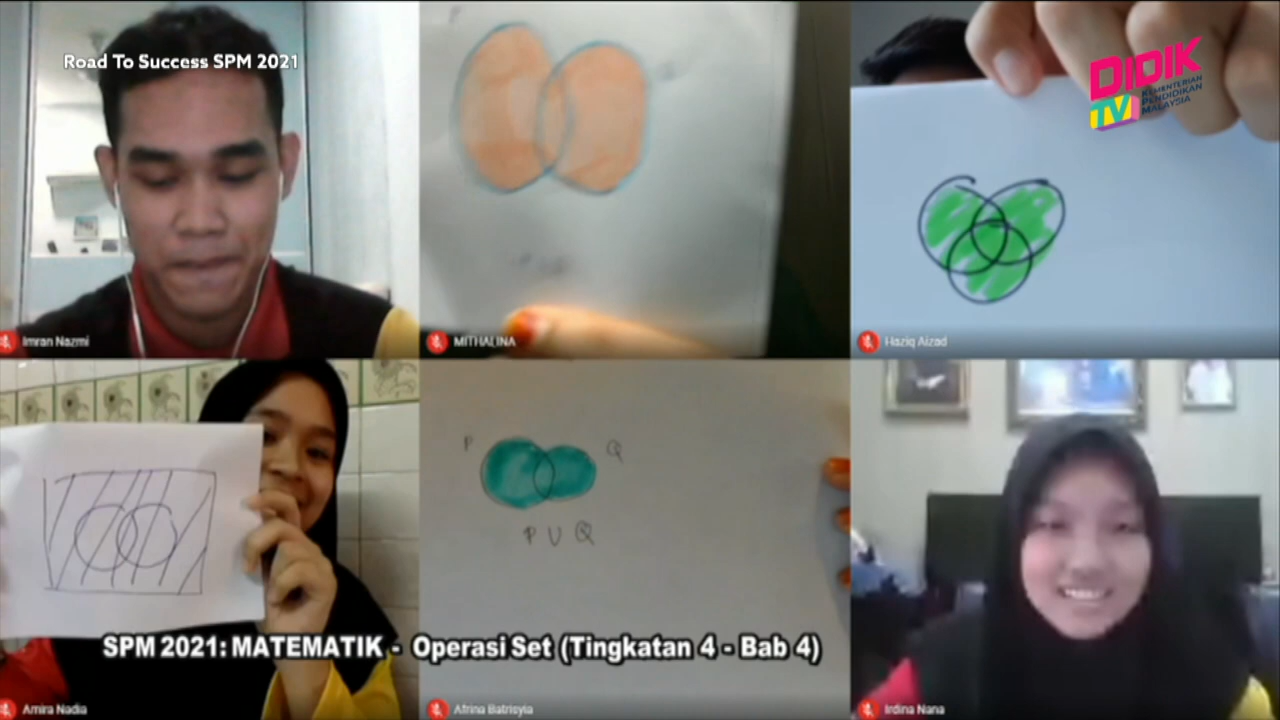 Road To Success SPM 2021
DIDIK
TV
KEMENTERIAN
PENDIDIKAN
MALAYSIA
Imran Nazmi
MITHALINA
Haziq Aizad
P
Q
P U Q
SPM 2021: MATEMATIK - Operasi Set (Tingkatan 4 - Bab 4)
Amira Nadia
Afrina Batrisyia
Irdina Nana